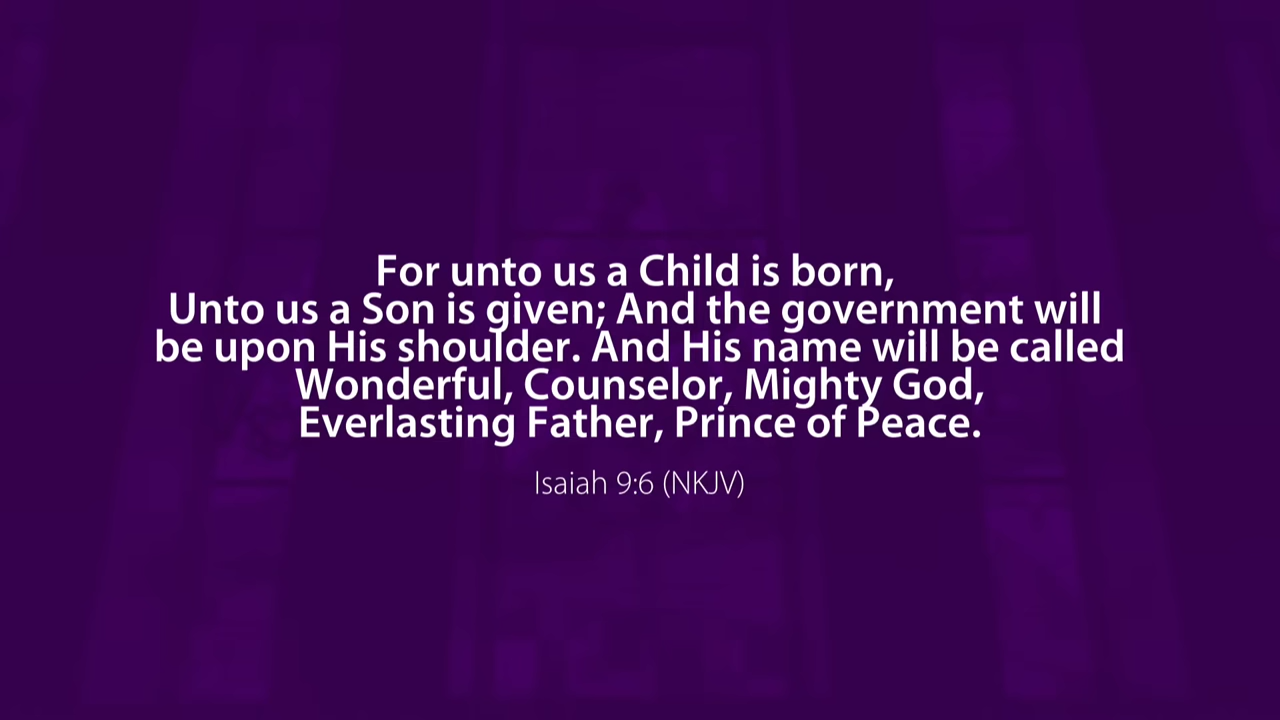 For unto us a Child is born,
Unto us a Son is given; And the government will
be upon His shoulder. And His name will be called
Wonderful, Counselor, Mighty God,
Everlasting Father, Prince of Peace.
Isaiah 9:6 (NKJV)